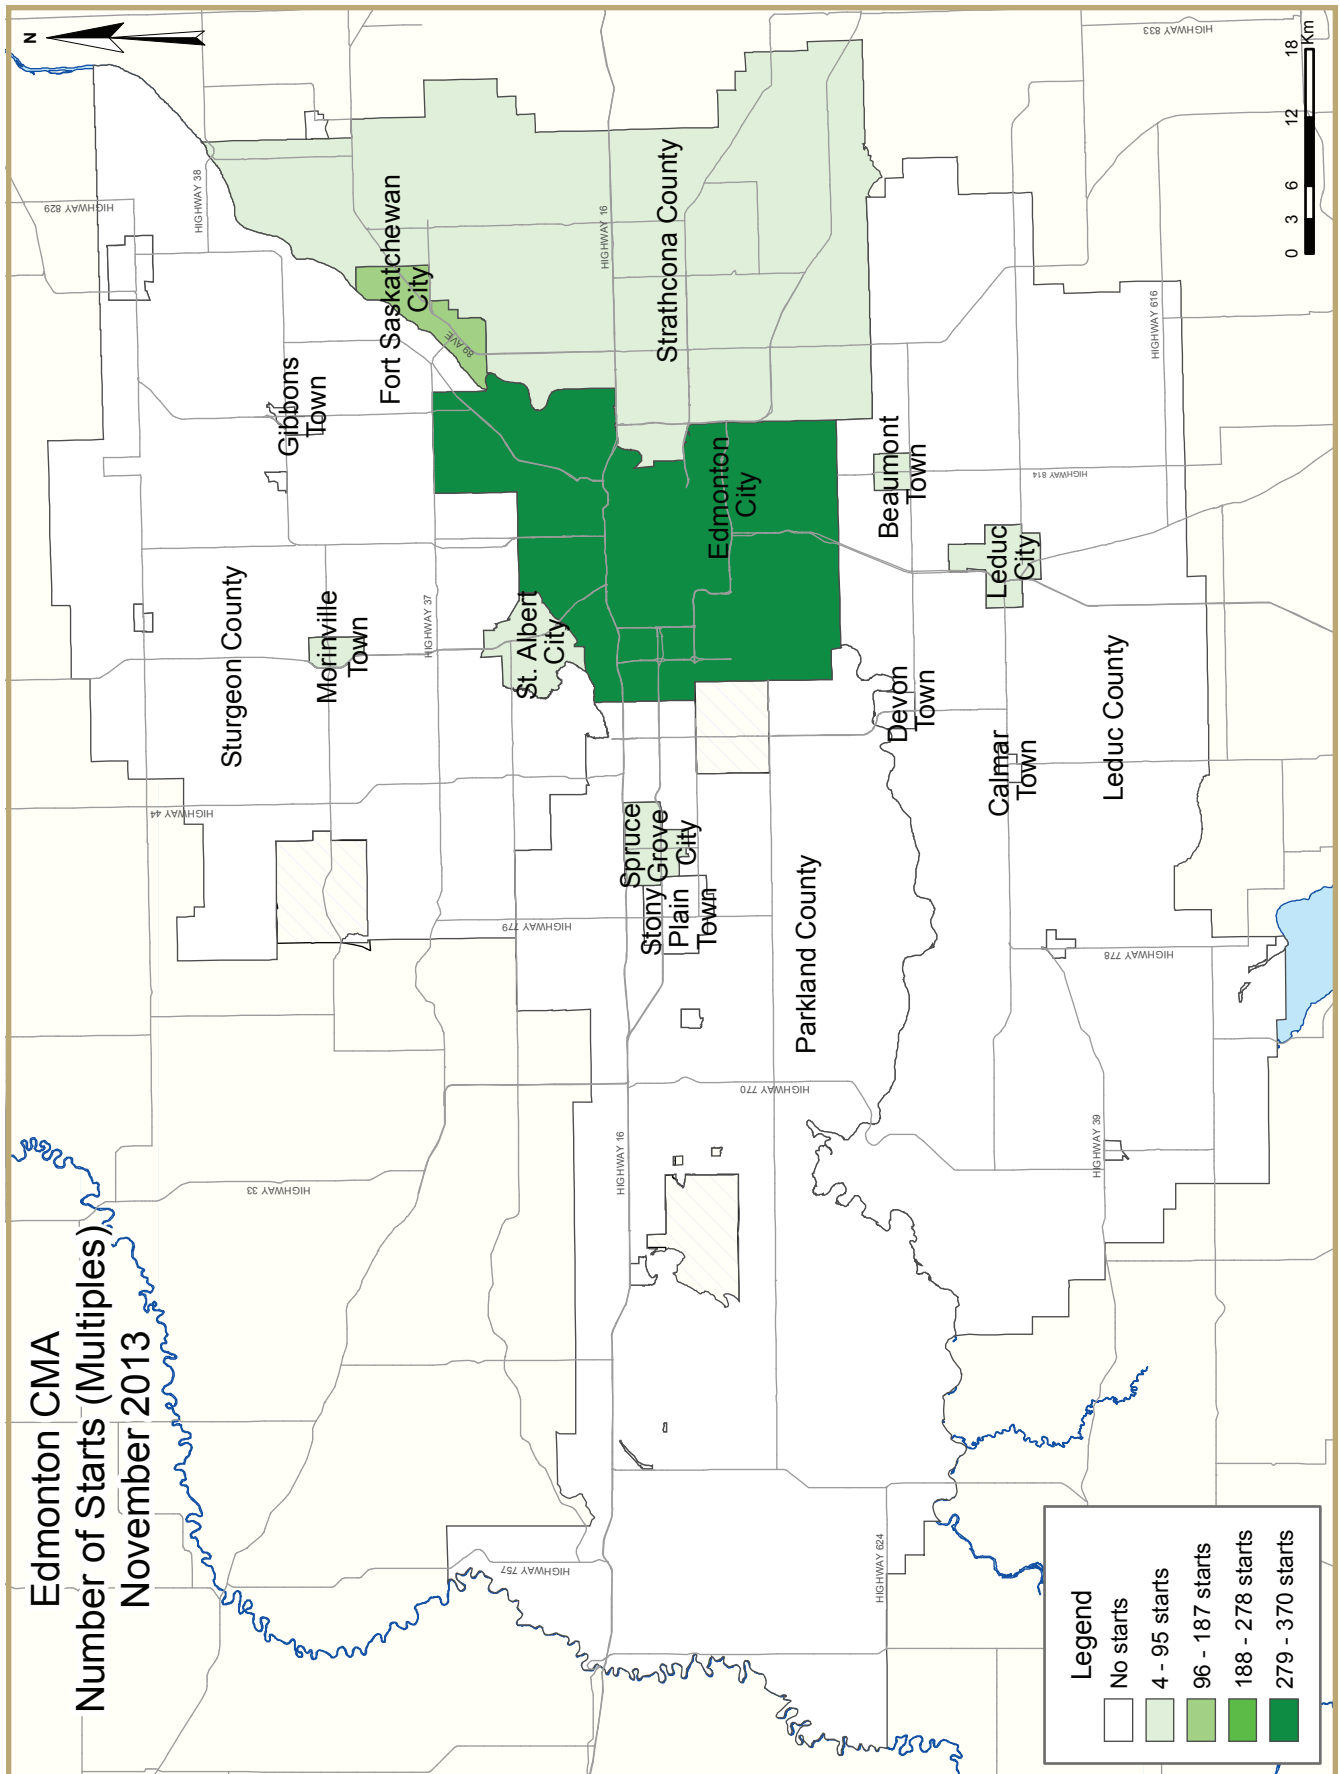 Edmonton CMA
Number of Starts (Multiples)
November 2013
N
HIGHWAY 829
HIGHWAY 38
HIGHWAY 833
HIGHWAY 44
HIGHWAY 33
Gibbons
Town
Sturgeon County
Morinville
Town
HIGHWAY 37
Fort Saskatchewan
City
89 AVE
St. Albert
City
HIGHWAY 779
HIGHWAY 757
HIGHWAY 16
HIGHWAY 16
Strathcona County
Spruce
Grove
City
Stony
Plain
Town
Edmonton
City
HIGHWAY 770
Parkland County
Beaumont
Town
Devon
Town
HIGHWAY 624
Leduc
City
Calmar
Town
HIGHWAY 814
HIGHWAY 616
HIGHWAY 39
HIGHWAY 778
Leduc County
Legend
No starts
4 - 95 starts
96 - 187 starts
188 - 278 starts
279 - 370 starts
0 3 6 12 18
Km